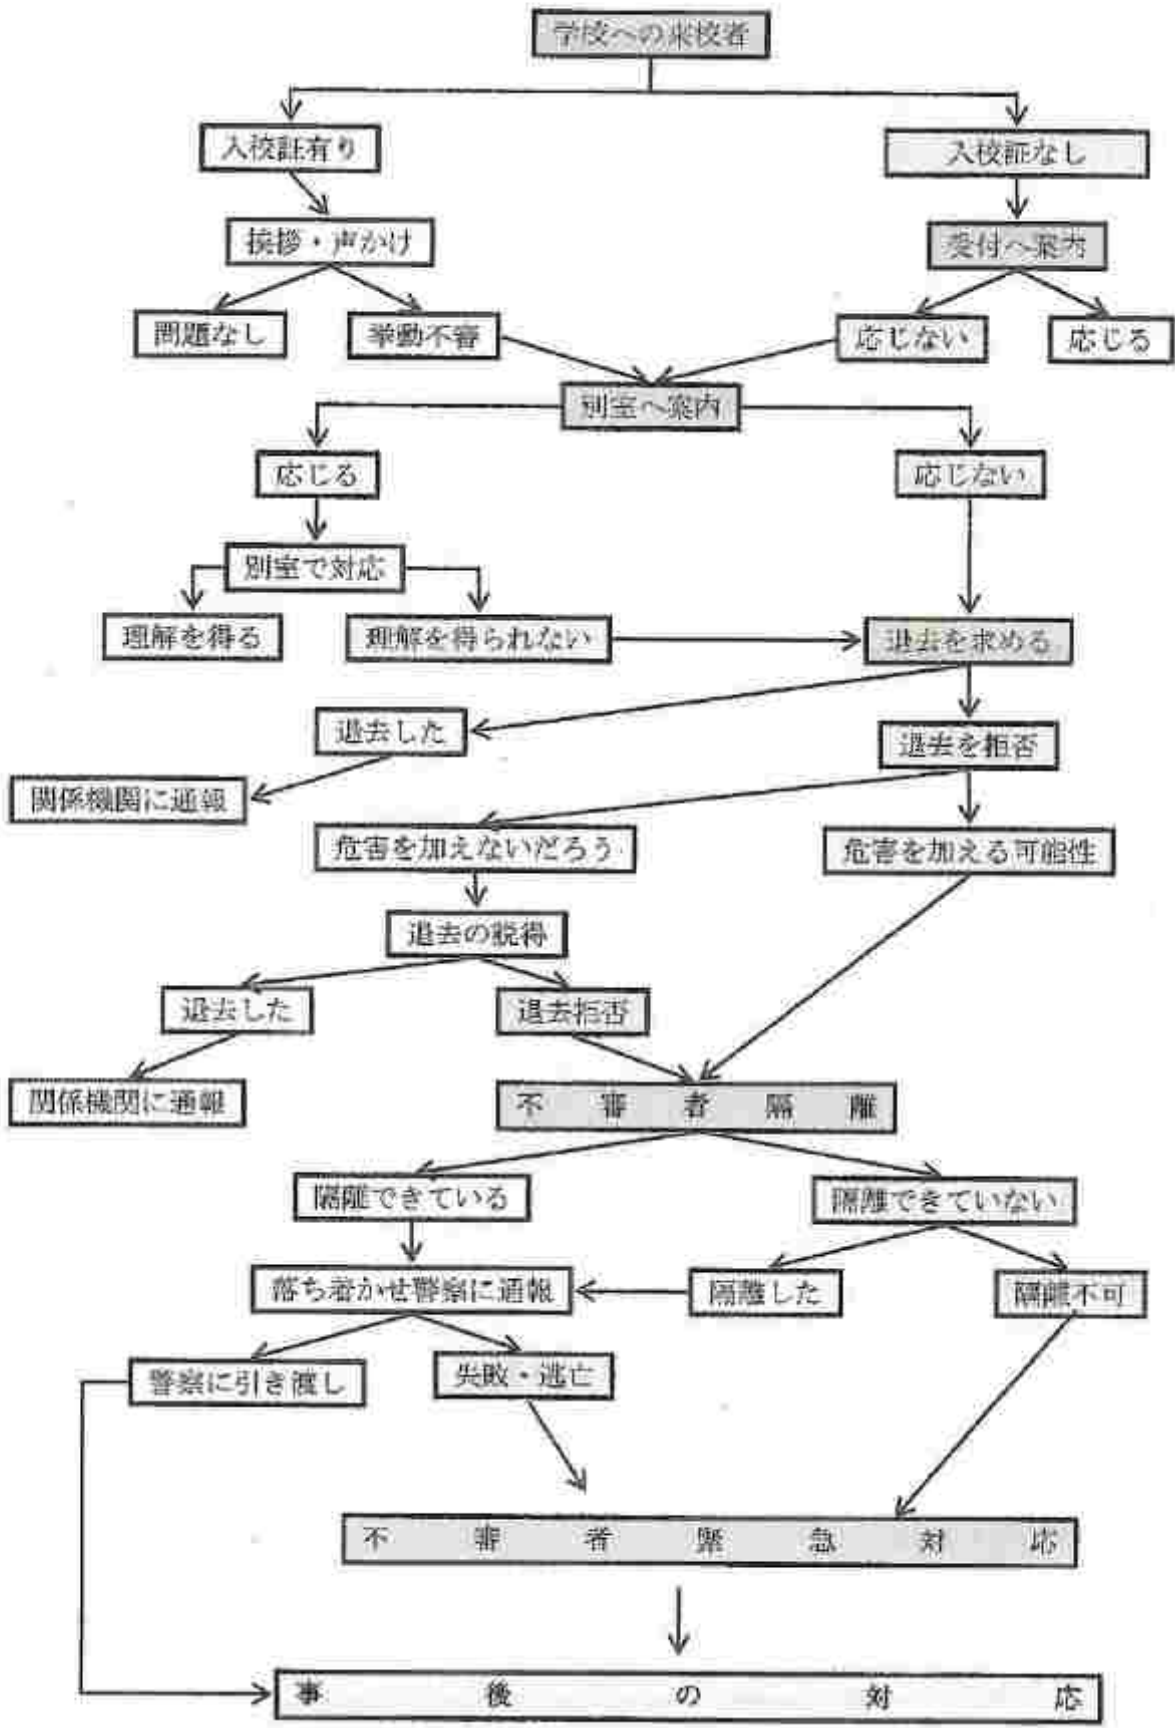 学校への来校者
入校証有り
入校証なし
挨拶・声かけ
受付へ案内
問題なし
挙動不審
応じない
応じる
別室へ案内
応じる
応じない
別室で対応
理解を得る
理解を得られない
退去を求める
退去した
退去を拒否
関係機関に通報
危害を加えないだろう
危害を加える可能性
退去の説得
退去した
退去拒否
関係機関に通報
不審者隔離
隔離できている
隔離できていない
落ち着かせ警察に通報
隔離した
隔離不可
警察に引き渡し
失敗・逃亡
不審者緊急対応
事後の対応